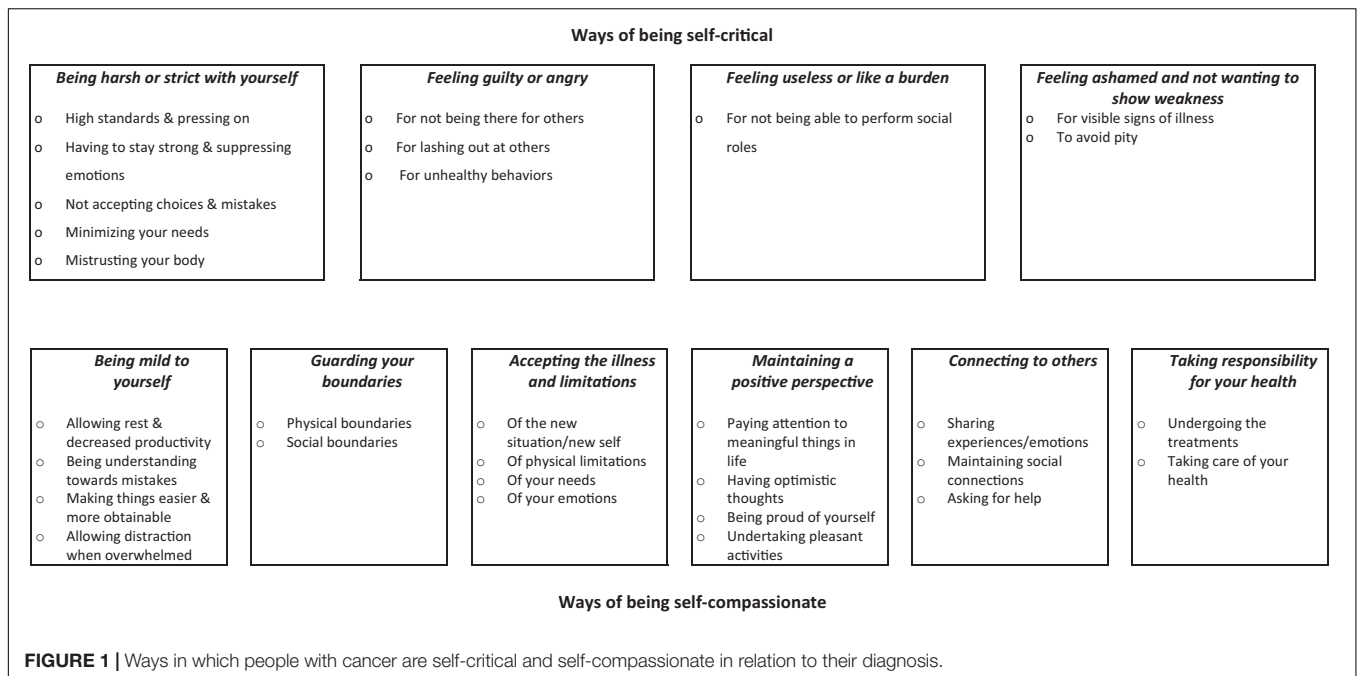 Ways of being self-critical
Being harsh or strict with yourself
o High standards & pressing on
o Having to stay strong & suppressing
emotions
o Not accepting choices & mistakes
o Minimizing your needs
o Mistrusting your body
Feeling guilty or angry
o For not being there for others
o For lashing out at others
o For unhealthy behaviors
Feeling useless or like a burden
o For not being able to perform social
roles
Feeling ashamed and not wanting to
show weakness
o For visible signs of illness
o To avoid pity
Being mild to
yourself
o Allowing rest &
decreased productivity
o Being understanding
towards mistakes
o Making things easier &
more obtainable
o Allowing distraction
when overwhelmed
Guarding your
boundaries
o Physical boundaries
o Social boundaries
Accepting the illness
and limitations
o Of the new
situation/new self
o Of physical limitations
o Of your needs
o Of your emotions
Maintaining a
positive perspective
o Paying attention to
meaningful things in
life
o Having optimistic
thoughts
o Being proud of yourself
o Undertaking pleasant
activities
Connecting to others
o Sharing
experiences/emotions
o Maintaining social
connections
o Asking for help
Taking responsibility
for your health
o Undergoing the
treatments
o Taking care of your
health
Ways of being self-compassionate
FIGURE 1 | Ways in which people with cancer are self-critical and self-compassionate in relation to their diagnosis.